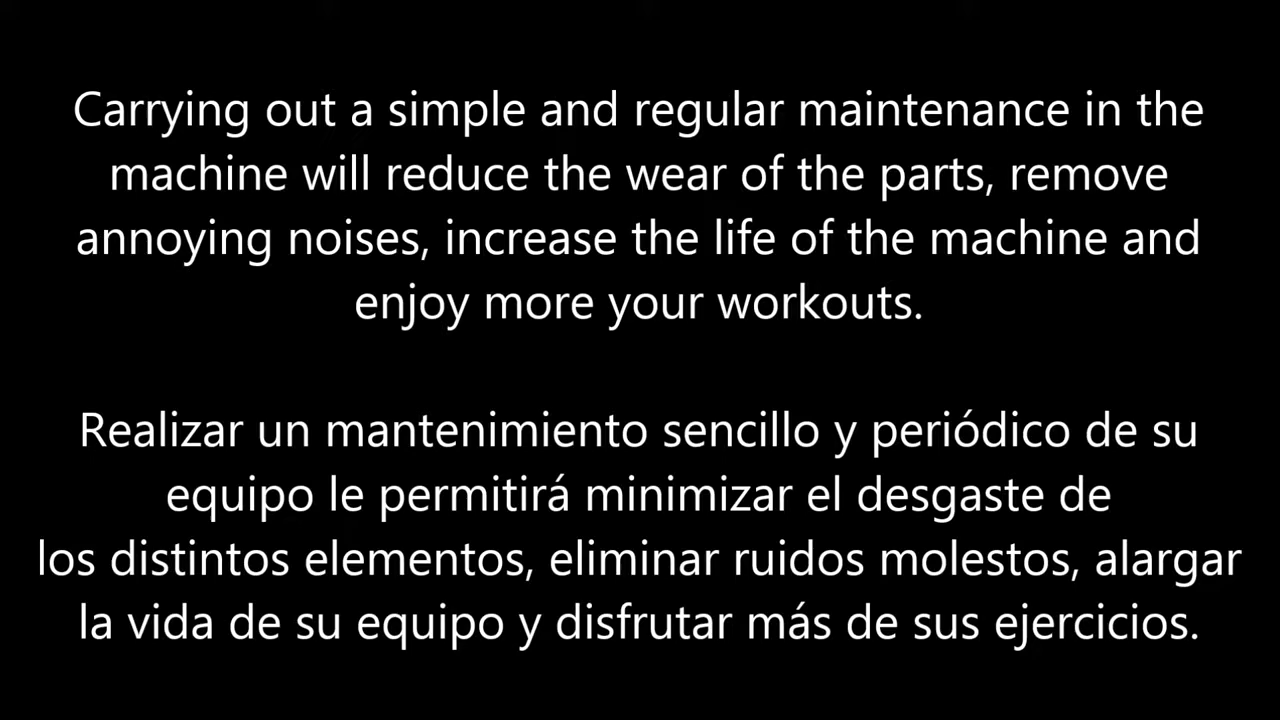 Carrying out a simple and regular maintenance in the
machine will reduce the wear of the parts, remove
annoying noises, increase the life of the machine and
enjoy more your workouts.
Realizar un mantenimiento sencillo y periódico de su
equipo le permitirá minimizar el desgaste de
los distintos elementos, eliminar ruidos molestos, alargar
la vida de su equipo y disfrutar más de sus ejercicios.